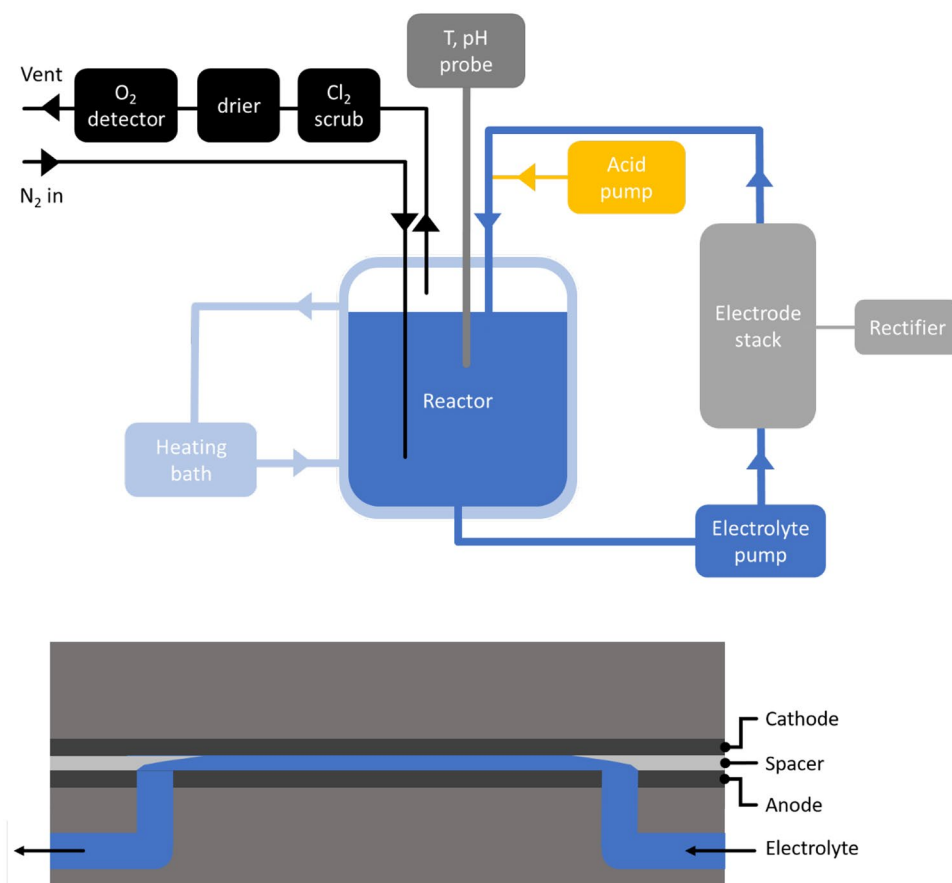 T, pH
probe
Vent
O₂
detector
drier
Cl₂
scrub
N₂ in
Acid
pump
Electrode
stack
Rectifier
Reactor
Heating
bath
Electrolyte
pump
Cathode
Spacer
Anode
Electrolyte